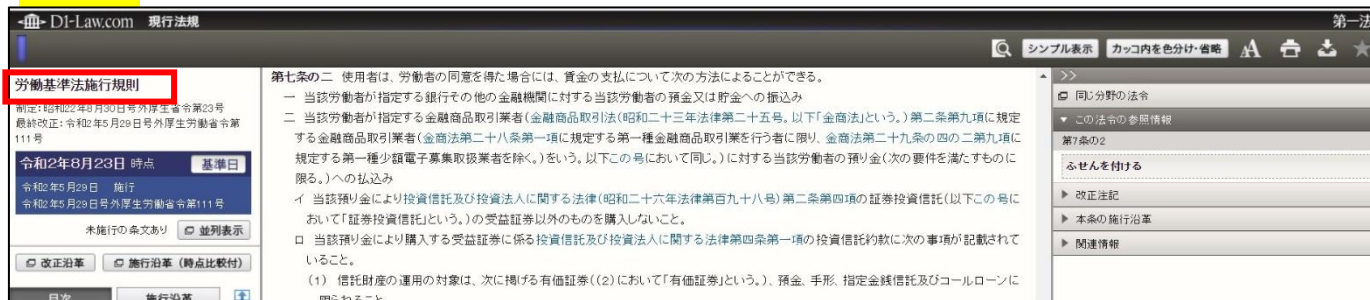 D1-Law.com 現行法規
第一法
シンプル表示 カッコ内を色分け・省略 A
労働基準法施行規則
制定:昭和22年8月30日号外厚生省令第23号
最終改正:令和2年5月29日号外厚生労働省令第
111号
令和2年8月23日 時点 基準日
令和2年5月29日 施行
令和2年5月29日号外厚生労働省令第111号
未施行の条文あり 並列表示
改正沿革 施行沿革(時点比較付)
目次 施行沿革
第七条の二 使用者は、労働者の同意を得た場合には、賃金の支払について次の方法によることができる。
一 当該労働者が指定する銀行その他の金融機関に対する当該労働者の預金又は貯金への振込み
二 当該労働者が指定する金融商品取引業者(金融商品取引法(昭和二十三年法律第二十五号。以下「金商法」という。)第二条第九項に規定
する金融商品取引業者(金商法第二十八条第一項に規定する第一種金融商品取引業を行う者に限り、金商法第二十九条の四の二第九項に
規定する第一種少額電子募集取扱業者を除く。)をいう。以下この号において同じ。)に対する当該労働者の預り金(次の要件を満たすものに
限る。)への払込み
イ 当該預り金により投資信託及び投資法人に関する法律(昭和二十六年法律第百九十八号)第二条第四項の証券投資信託(以下この号に
おいて「証券投資信託」という。)の受益証券以外のものを購入しないこと。
ロ 当該預り金により購入する受益証券に係る投資信託及び投資法人に関する法律第四条第一項の投資信託約款に次の事項が記載されて
いること。
(1) 信託財産の運用の対象は、次に掲げる有価証券((2)において「有価証券」という。)、預金、手形、指定金銭信託及びコールローンに
限られること
>>
同じ分野の法令
▼ この法令の参照情報
第7条の2
ふせんを付ける
▶ 改正注記
▶ 本条の施行沿革
▶ 関連情報